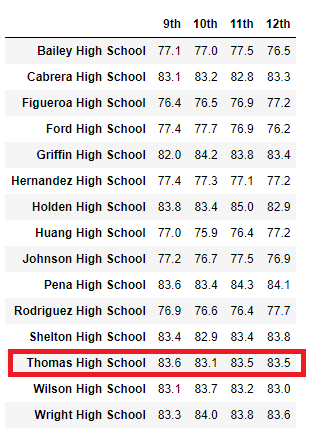 9th 10th 11th 12th
Bailey High School 77.1 77.0 77.5 76.5
Cabrera High School 83.1 83.2 82.8 83.3
Figueroa High School 76.4 76.5 76.9 77.2
Ford High School 77.4 77.7 76.9 76.2
Griffin High School 82.0 84.2 83.8 83.4
Hernandez High School 77.4 77.3 77.1 77.2
Holden High School 83.8 83.4 85.0 82.9
Huang High School 77.0 75.9 76.4 77.2
Johnson High School 77.2 76.7 77.5 76.9
Pena High School 83.6 83.4 84.3 84.1
Rodriguez High School 76.9 76.6 76.4 77.7
Shelton High School 83.4 82.9 83.4 83.8
Thomas High School 83.6 83.1 83.5 83.5
Wilson High School 83.1 83.7 83.2 83.0
Wright High School 83.3 84.0 83.8 83.6